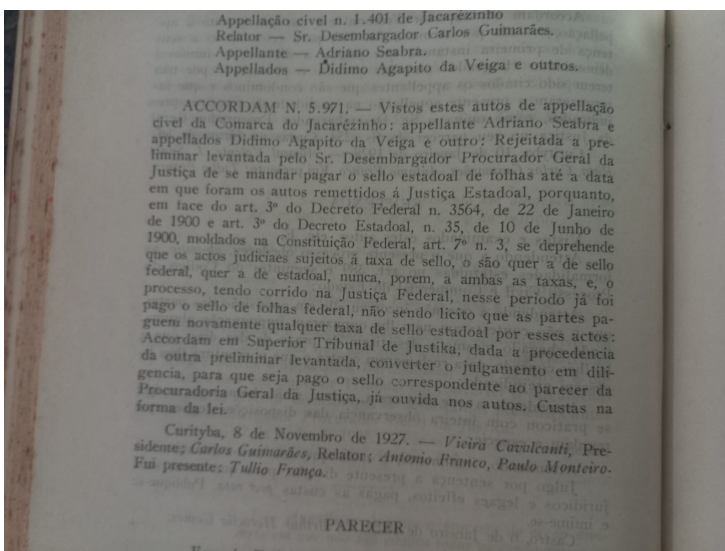 Appellação civel n. 1.401 de Jacarézinho
Relator — Sr. Desembargador Carlos Guimarães.
Appellante — Adriano Seabra.
Appellados — Didimo Agapito da Veiga e outros.
ACCORDAM N. 5.971. — Vistos estes autos de appellação
civel da Comarca do Jacarézinho: appellante Adriano Seabra e
appellados Didimo Agapito da Veiga e outro: Rejeitada a pre-
liminar levantada pelo Sr. Desembargador Procurador Geral da
Justiça de se mandar pagar o sello estadoal de folhas até a data
em que foram os autos remettidos á Justiça Estadoal, porquanto,
em face do art. 3º do Decreto Federal n. 3564, de 22 de Janeiro
de 1900 e art. 3º do Decreto Estadoal, n. 35, de 10 de Junho de
1900, moldados na Constituição Federal, art. 7º n. 3, se deprehende
que os actos judiciaes sujeitos á taxa de sello, o são quer a de sello
federal, quer a de estadoal, nunca, porem, a ambas as taxas, e, o
processo, tendo corrido na Justiça Federal, nesse periodo já foi
pago o sello de folhas federal, não sendo licito que as partes pa-
guem novamente qualquer taxa de sello estadoal por esses actos:
Accordam em Superior Tribunal de Justika, dada a procedencia
da outra preliminar levantada, converter o julgamento em dili-
gencia, para que seja pago o sello correspondente ao parecer da
Procuradoria Geral da Justiça, já ouvida nos autos. Custas na
forma da lei.
Curityba, 8 de Novembro de 1927. — Vieira Cavalcanti, Pre-
sidente; Carlos Guimarães, Relator; Antonio Franco, Paulo Monteiro.
Fui presente: Tullio França.
PARECER